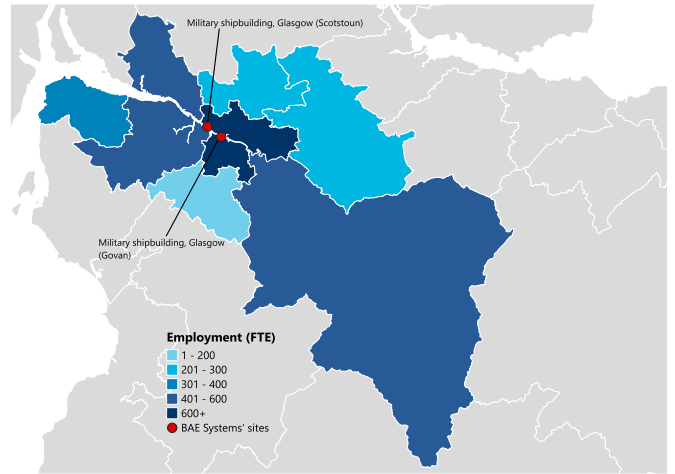 Military shipbuilding, Glasgow (Scotstoun)
Military shipbuilding, Glasgow
(Govan)
Employment (FTE)
1 - 200
201 - 300
301 - 400
401 - 600
600+
BAE Systems' sites